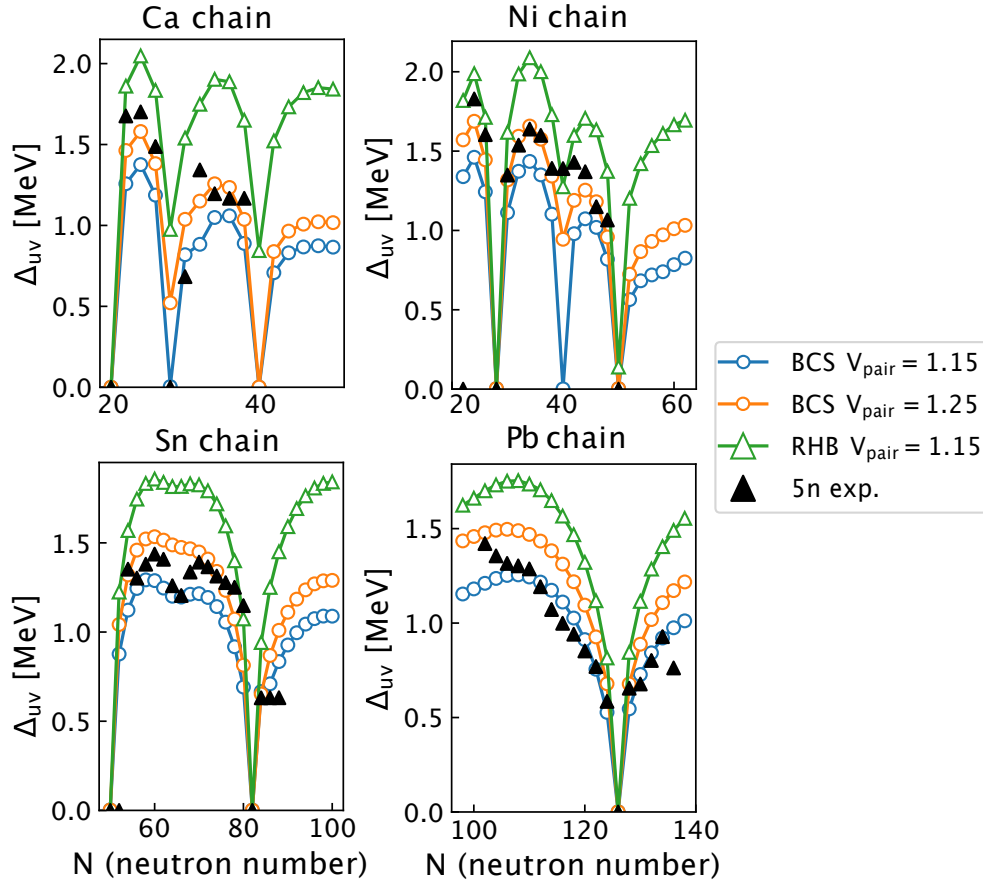 Ca chain
Ni chain
Δuv [MeV]
2.0
1.5
1.0
0.5
0.0
20
40
Δuv [MeV]
2.0
1.5
1.0
0.5
0.0
20
40
60
BCS Vpair = 1.15
BCS Vpair = 1.25
RHB Vpair = 1.15
5n exp.
Sn chain
Pb chain
Δuv [MeV]
1.5
1.0
0.5
0.0
60
80
100
N (neutron number)
Δuv [MeV]
1.5
1.0
0.5
0.0
100
120
140
N (neutron number)